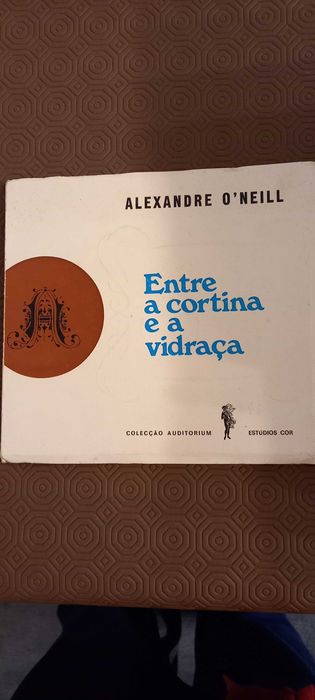 ALEXANDRE O'NEILL
Entre
a cortina
e a
vidraça
A
COLECÇÃO AUDITORIUM
ESTÚDIOS COR